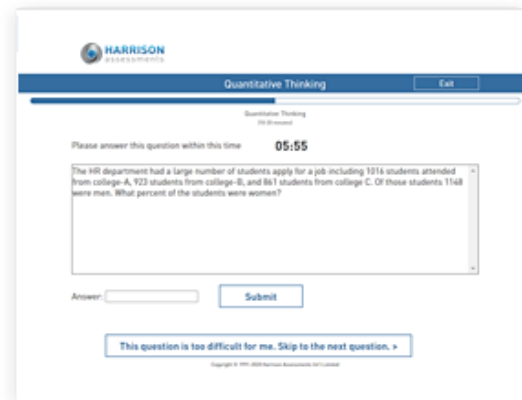 HARRISON
assessments
Quantitative Thinking
Exit
Quantitative Thinking
Please answer this question within this time
05:55
The HR department had a large number of students apply for a job including 1016 students attended
from college-A, 923 students from college-B, and 861 students from college C. Of those students 1148
were men. What percent of the students were women?
Answer:
Submit
This question is too difficult for me. Skip to the next question. »